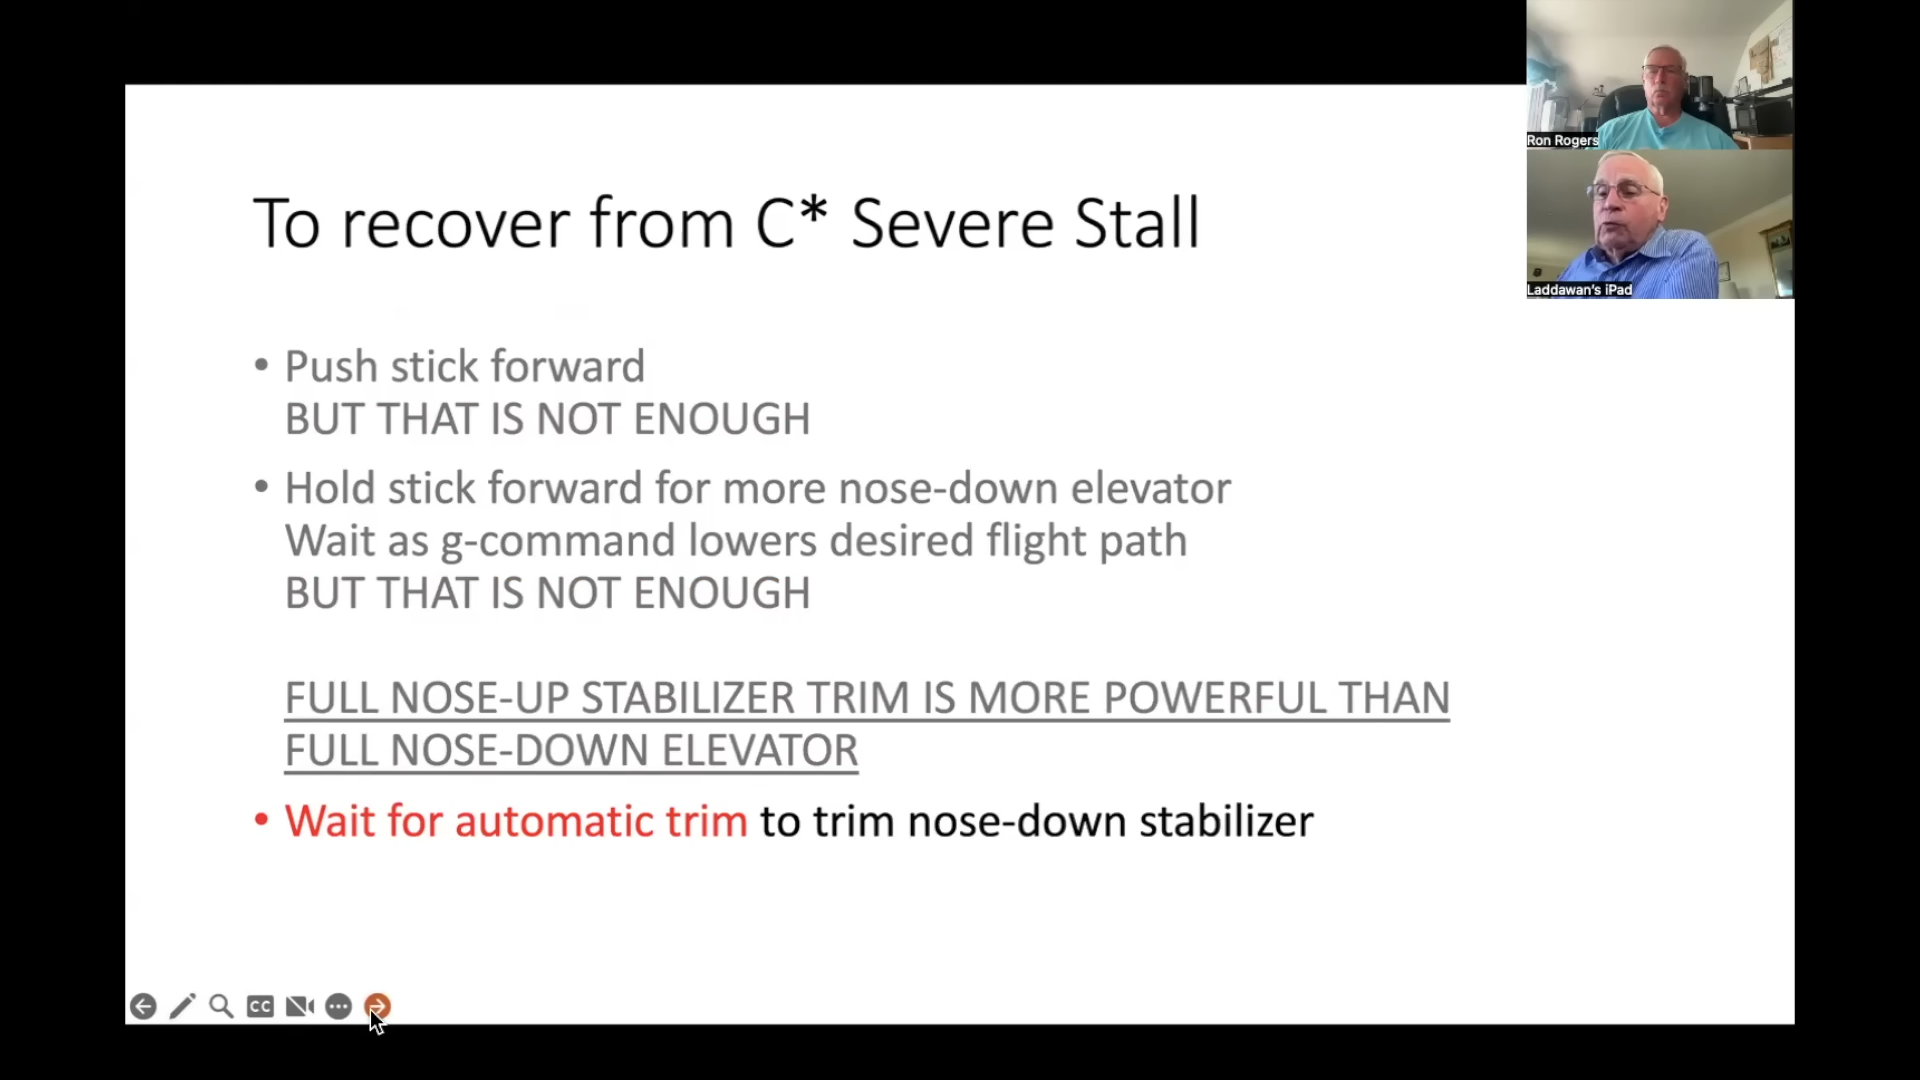 Ron Rogers
Laddawan's iPad
To recover from C* Severe Stall
• Push stick forward
BUT THAT IS NOT ENOUGH
• Hold stick forward for more nose-down elevator
Wait as g-command lowers desired flight path
BUT THAT IS NOT ENOUGH
FULL NOSE-UP STABILIZER TRIM IS MORE POWERFUL THAN
FULL NOSE-DOWN ELEVATOR
• Wait for automatic trim to trim nose-down stabilizer
CC